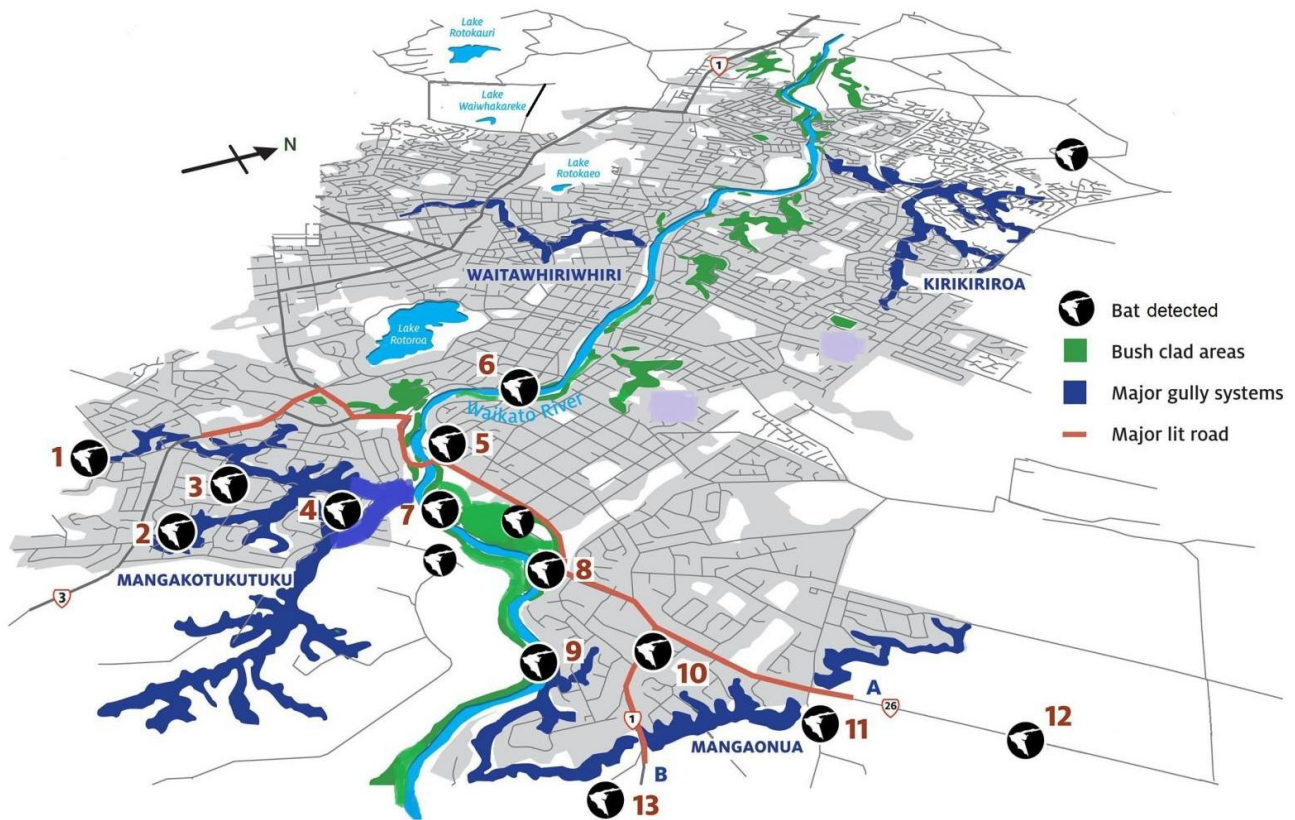 Lake
Rotokauri
1
Lake
Waiwhakareke
N
Lake
Rotokaeo
WAITAWHIRIWHIRI
KIRIKIRIROA
Bat detected
Bush clad areas
Major gully systems
Major lit road
Lake
Rotoroa
6
Waikato River
5
1
3
4
7
2
8
MANGAKOTUKUTUKU
3
9
10
A
26
12
11
1
MANGAONUA
B
13